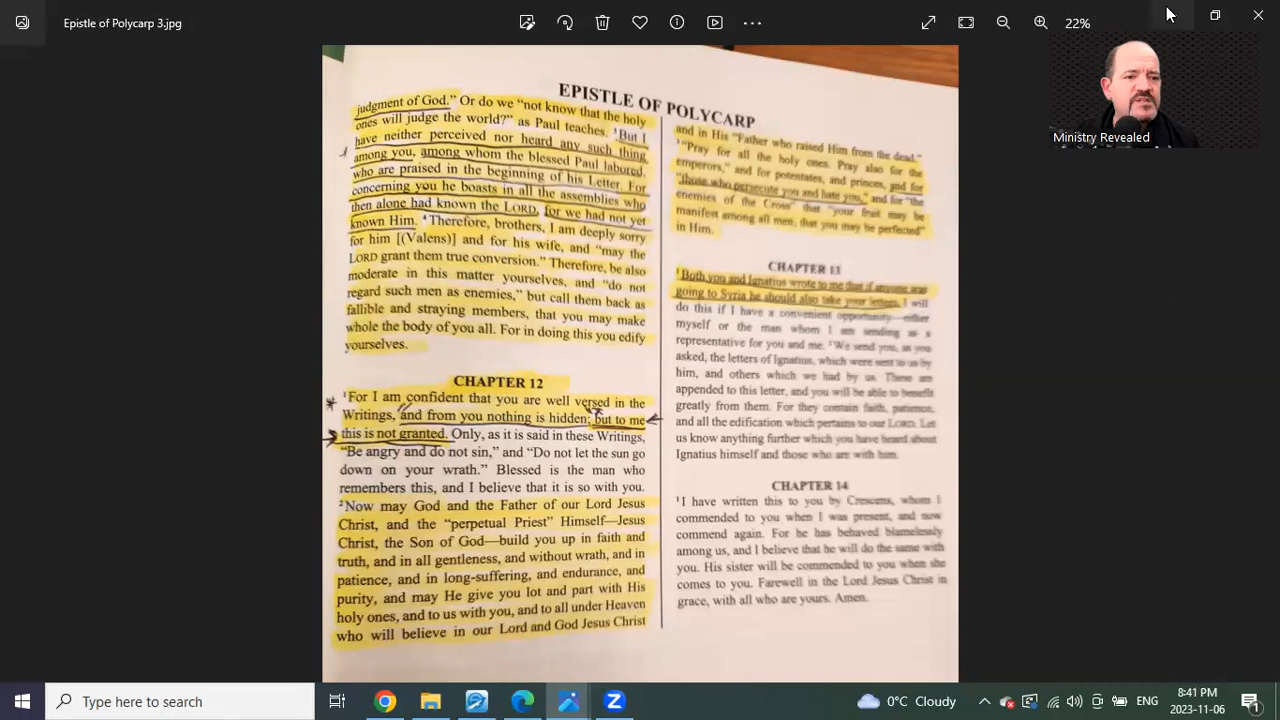 Epistle of Polycarp 3.jpg
22%
Ministry Revealed
EPISTLE OF POLYCARP
judgment of God.” Or do we “not know that the holy
ones will judge the world?” as Paul teaches. ³But I
have neither perceived nor heard any such thing
among you, among whom the blessed Paul labored,
who are praised in the beginning of his Letter. For
concerning you he boasts in all the assemblies who
then alone had known the LORD, for we had not yet
known Him. ⁴Therefore, brothers, I am deeply sorry
for him [(Valens)] and for his wife, and “may the
LORD grant them true conversion.” Therefore, be also
moderate in this matter yourselves, and “do not
regard such men as enemies,” but call them back as
fallible and straying members, that you may make
whole the body of you all. For in doing this you edify
yourselves.
CHAPTER 12
¹For I am confident that you are well versed in the
Writings, and from you nothing is hidden; but to me
this is not granted. Only, as it is said in these Writings,
“Be angry and do not sin,” and “Do not let the sun go
down on your wrath.” Blessed is the man who
remembers this, and I believe that it is so with you.
²Now may God and the Father of our Lord Jesus
Christ, and the “perpetual Priest” Himself—Jesus
Christ, the Son of God—build you up in faith and
truth, and in all gentleness, and without wrath, and in
patience, and in long-suffering, and endurance, and
purity, and may He give you lot and part with His
holy ones, and to us with you, and to all under Heaven
who will believe in our Lord and God Jesus Christ
and in His “Father who raised Him from the dead.”
³“Pray for all the holy ones. Pray also for the
emperors,” and for potentates, and princes, and for
“those who persecute you and hate you,” and for “the
enemies of the Cross” that “your fruit may be
manifest among all men, that you may be perfected”
in Him.
CHAPTER 13
¹Both you and Ignatius wrote to me that if anyone was
going to Syria he should also take your letters. I will
do this if I have a convenient opportunity—either
myself or the man whom I am sending as a
representative for you and me. ²We send you, as you
asked, the letters of Ignatius, which were sent to us by
him, and others which we had by us. These are
appended to this letter, and you will be able to benefit
greatly from them. For they contain faith, patience,
and all the edification which pertains to our LORD. Let
us know anything further which you have heard about
Ignatius himself and those who are with him.
CHAPTER 14
¹I have written this to you by Crescens, whom I
commended to you when I was present, and now
commend again. For he has behaved blamelessly
among us, and I believe that he will do the same with
you. His sister will be commended to you when she
comes to you. Farewell in the Lord Jesus Christ in
grace, with all who are yours. Amen.
Type here to search
0°C Cloudy
ENG
8:41 PM
2023-11-06
1